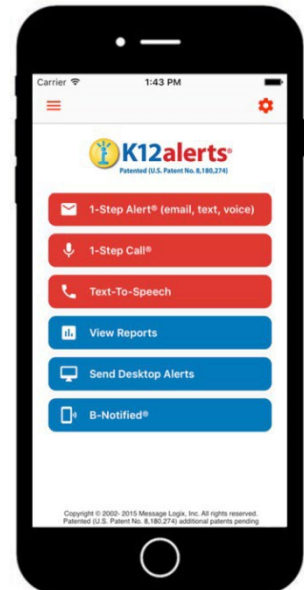 Carrier 1:43 PM
K12alerts®
Patented (U.S. Patent No. 8,180,274)
1-Step Alert® (email, text, voice)
1-Step Call®
Text-To-Speech
View Reports
Send Desktop Alerts
B-Notified®
Copyright © 2002- 2015 Message Logix, Inc. All rights reserved.
Patented (U.S. Patent No. 8,180.274) additional patents pending